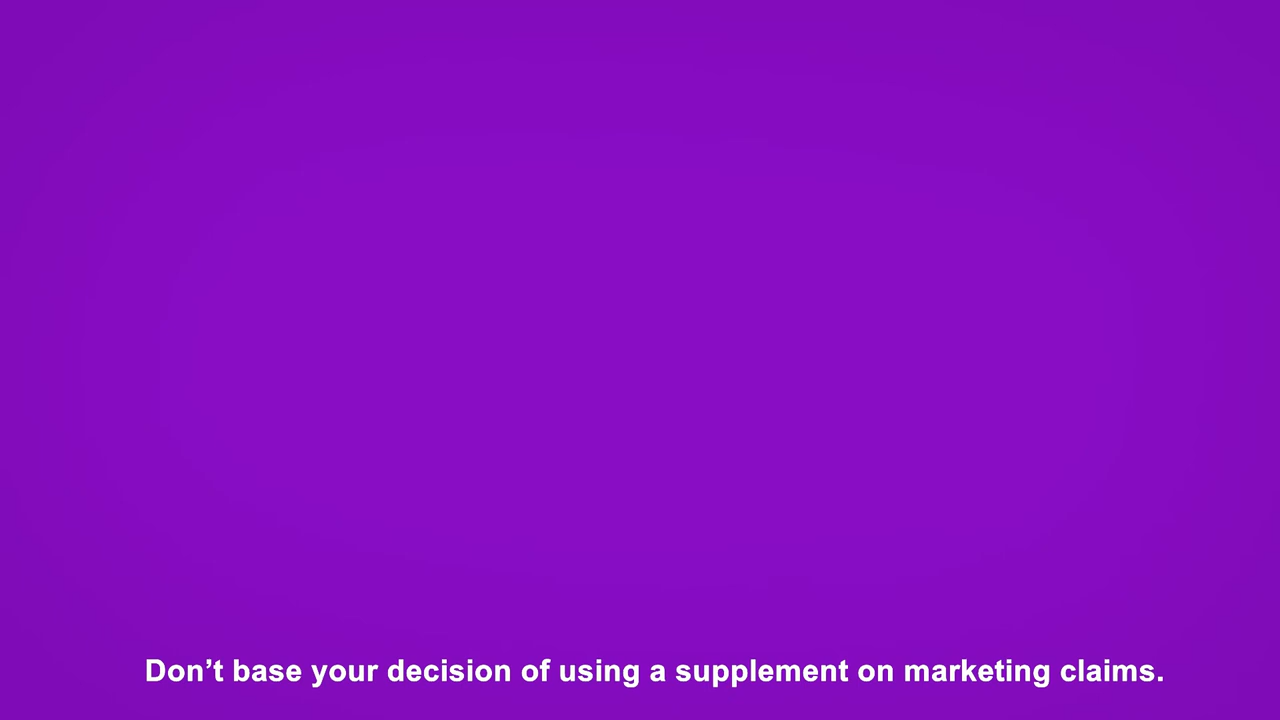 Don’t base your decision of using a supplement on marketing claims.